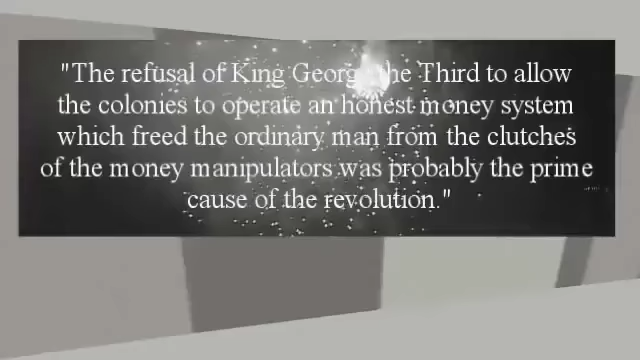 "The refusal of King George the Third to allow
the colonies to operate an honest money system
which freed the ordinary man from the clutches
of the money manipulators was probably the prime
cause of the revolution."